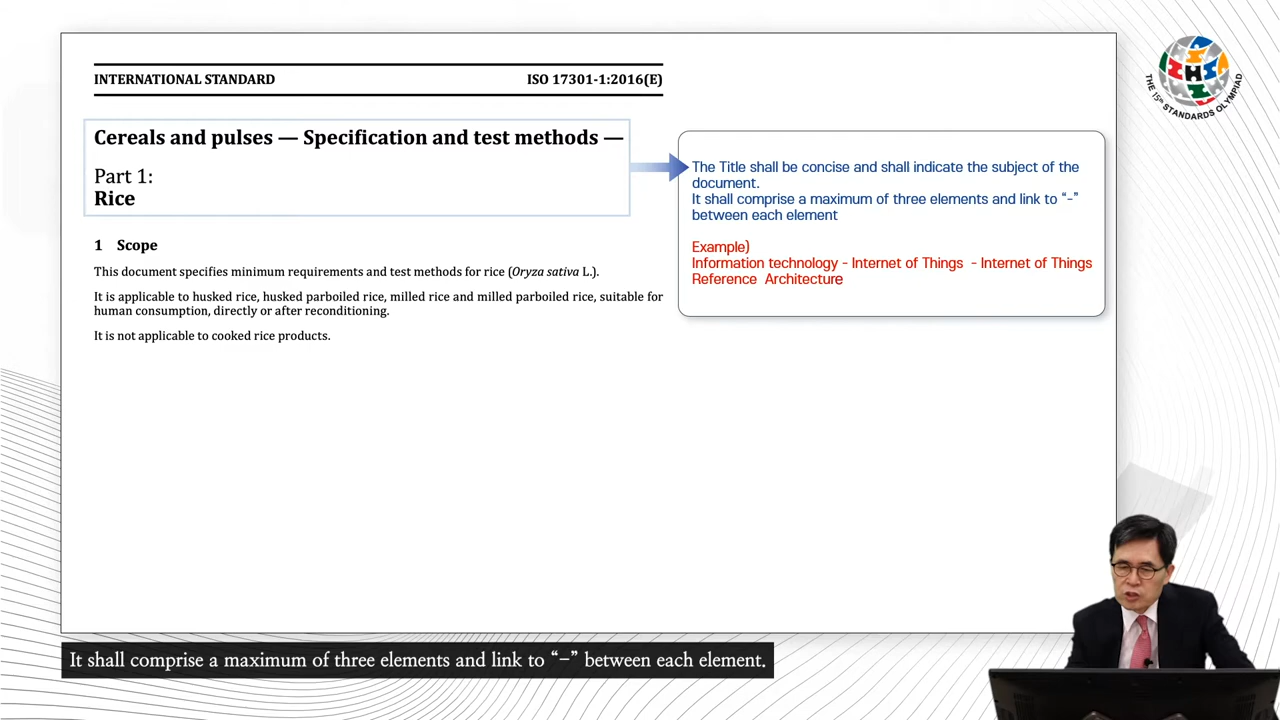 INTERNATIONAL STANDARD ISO 17301-1:2016(E)
Cereals and pulses — Specification and test methods —
Part 1:
Rice
1 Scope
This document specifies minimum requirements and test methods for rice (Oryza sativa L.).
It is applicable to husked rice, husked parboiled rice, milled rice and milled parboiled rice, suitable for
human consumption, directly or after reconditioning.
It is not applicable to cooked rice products.
The Title shall be concise and shall indicate the subject of the
document.
It shall comprise a maximum of three elements and link to “-”
between each element
Example)
Information technology - Internet of Things - Internet of Things
Reference Architecture
THE 15th STANDARDS OLYMPIAD
IHSI
It shall comprise a maximum of three elements and link to “-” between each element.